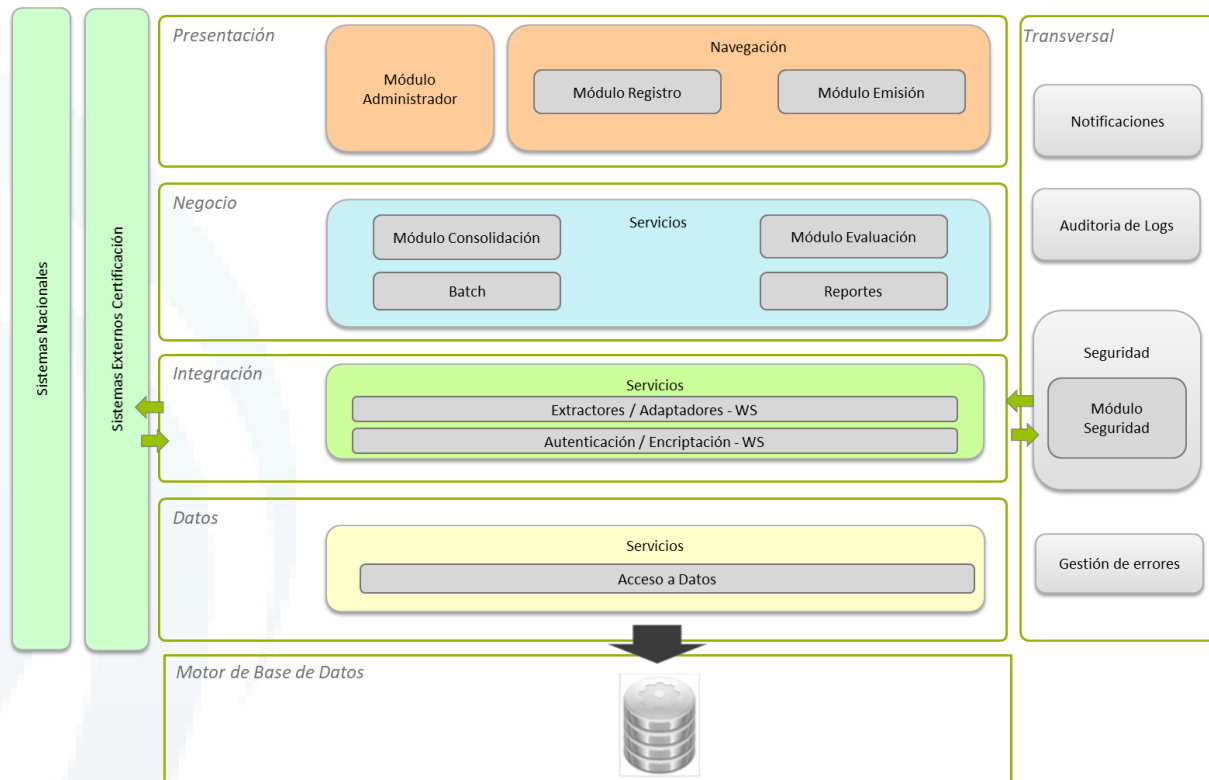 Sistemas Nacionales
Sistemas Externos Certificación
Presentación
Módulo
Administrador
Navegación
Módulo Registro
Módulo Emisión
Negocio
Servicios
Módulo Consolidación
Módulo Evaluación
Batch
Reportes
Integración
Servicios
Extractores / Adaptadores - WS
Autenticación / Encriptación - WS
Datos
Servicios
Acceso a Datos
Motor de Base de Datos
Transversal
Notificaciones
Auditoria de Logs
Seguridad
Módulo
Seguridad
Gestión de errores